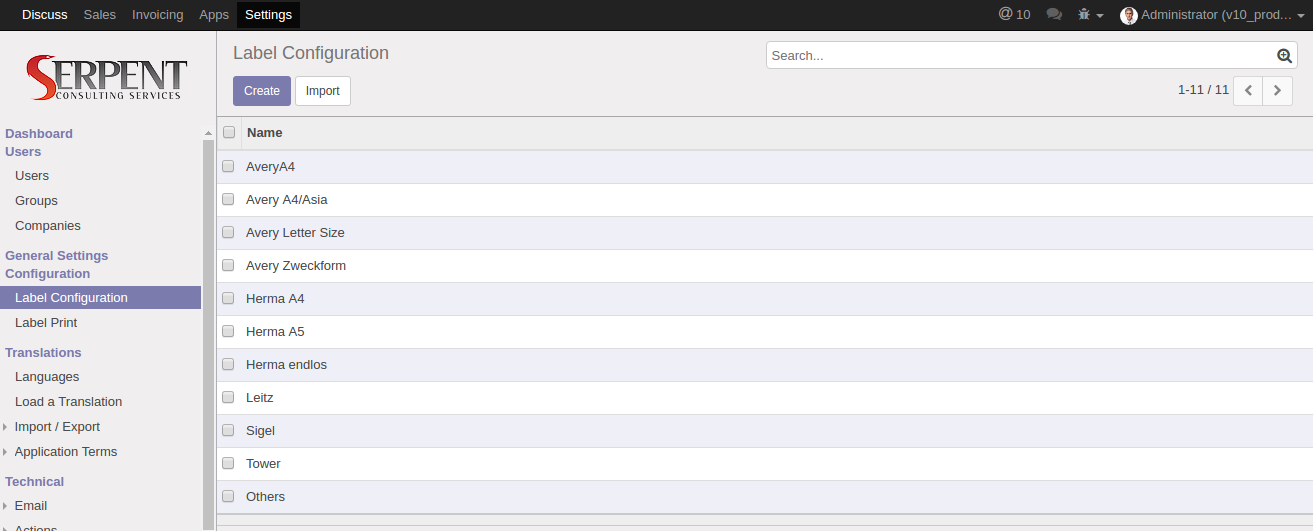 Discuss Sales Invoicing Apps Settings
@ 10 Administrator (v10_prod...
SERPENT
CONSULTING SERVICES
Dashboard
Users
Users
Groups
Companies
General Settings
Configuration
Label Configuration
Label Print
Translations
Languages
Load a Translation
Import / Export
Application Terms
Technical
Email
Actions
Label Configuration
Search...
Create Import
1-11 / 11
Name
AveryA4
Avery A4/Asia
Avery Letter Size
Avery Zweckform
Herma A4
Herma A5
Herma endlos
Leitz
Sigel
Tower
Others